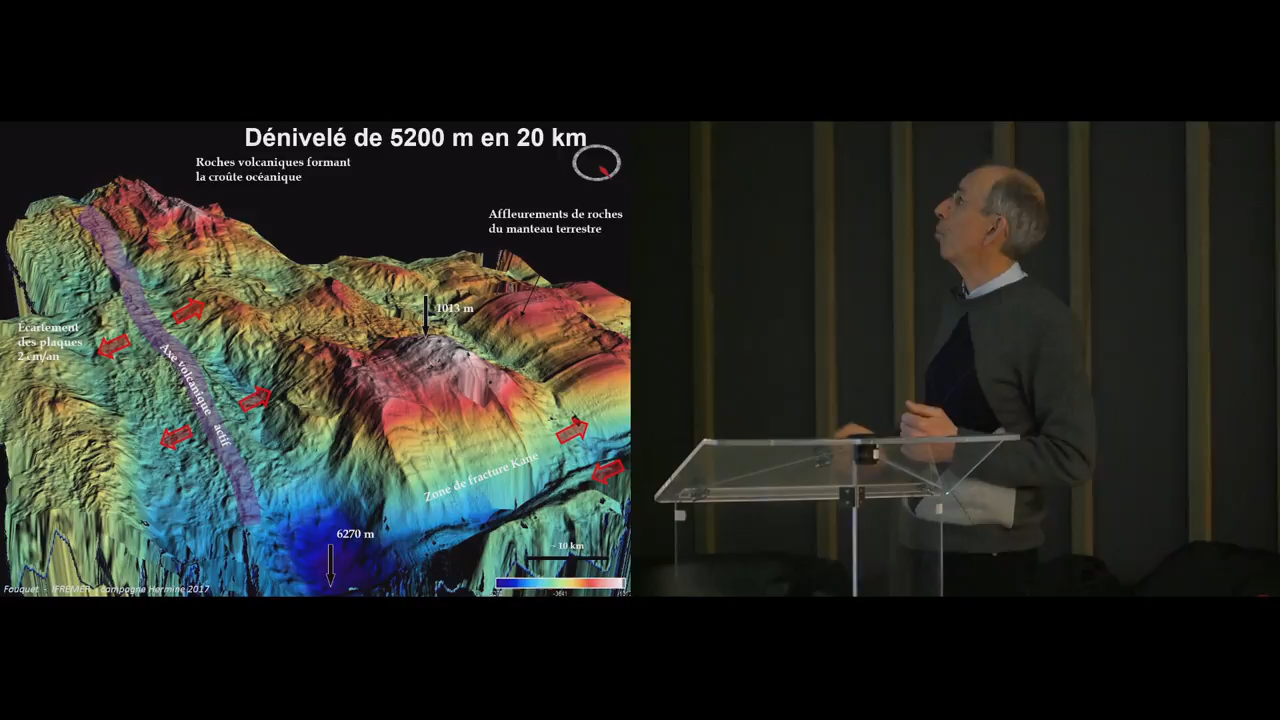 Dénivelé de 5200 m en 20 km
Roches volcaniques formant
la croûte océanique
Affleurements de roches
du manteau terrestre
1013 m
Ecartement
des plaques
2 cm/an
Axe volcanique actif
Zone de fracture Kane
6270 m
10 km
Fouquet - IFREMER - Campagne Hermine 2017